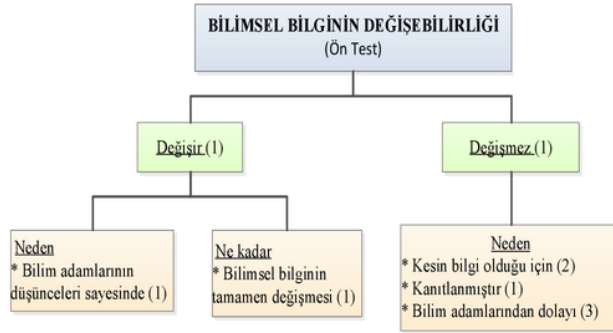 BİLİMSEL BİLGİNİN DEĞİŞEBİLİRLİĞİ
(Ön Test)
Değişir (1)
Değişmez (1)
Neden
* Bilim adamlarının
düşünceleri sayesinde (1)
Ne kadar
* Bilimsel bilginin
tamamen değişmesi (1)
Neden
* Kesin bilgi olduğu için (2)
* Kanıtlanmıştır (1)
* Bilim adamlarından dolayı (3)